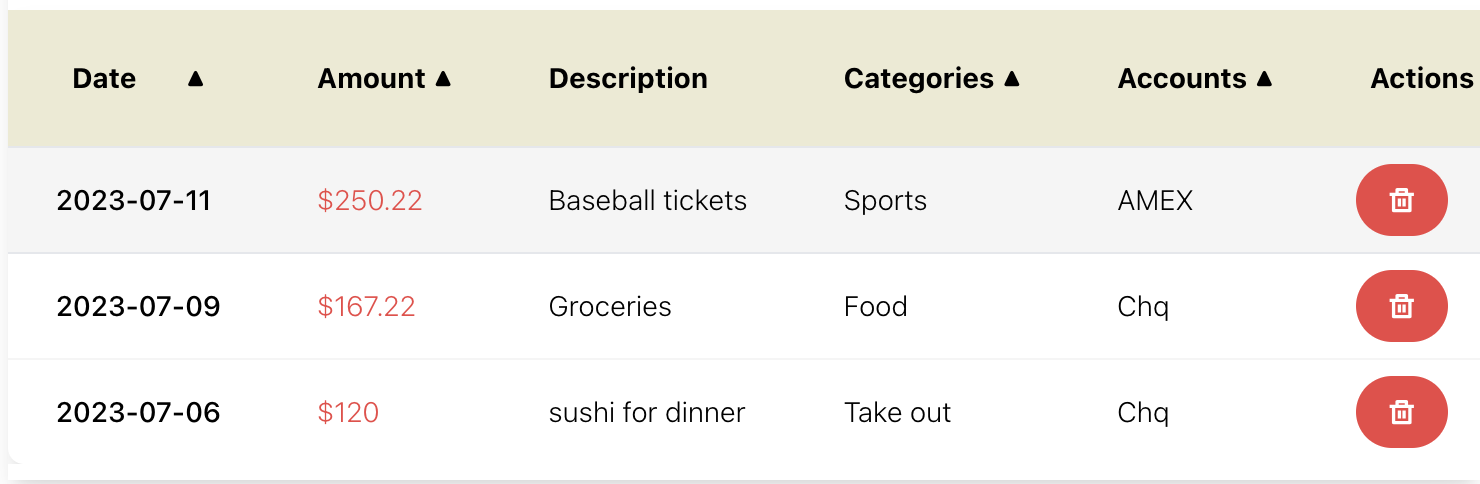 Date ▲ Amount ▲ Description Categories ▲ Accounts ▲ Actions
2023-07-11 $250.22 Baseball tickets Sports AMEX
2023-07-09 $167.22 Groceries Food Chq
2023-07-06 $120 sushi for dinner Take out Chq